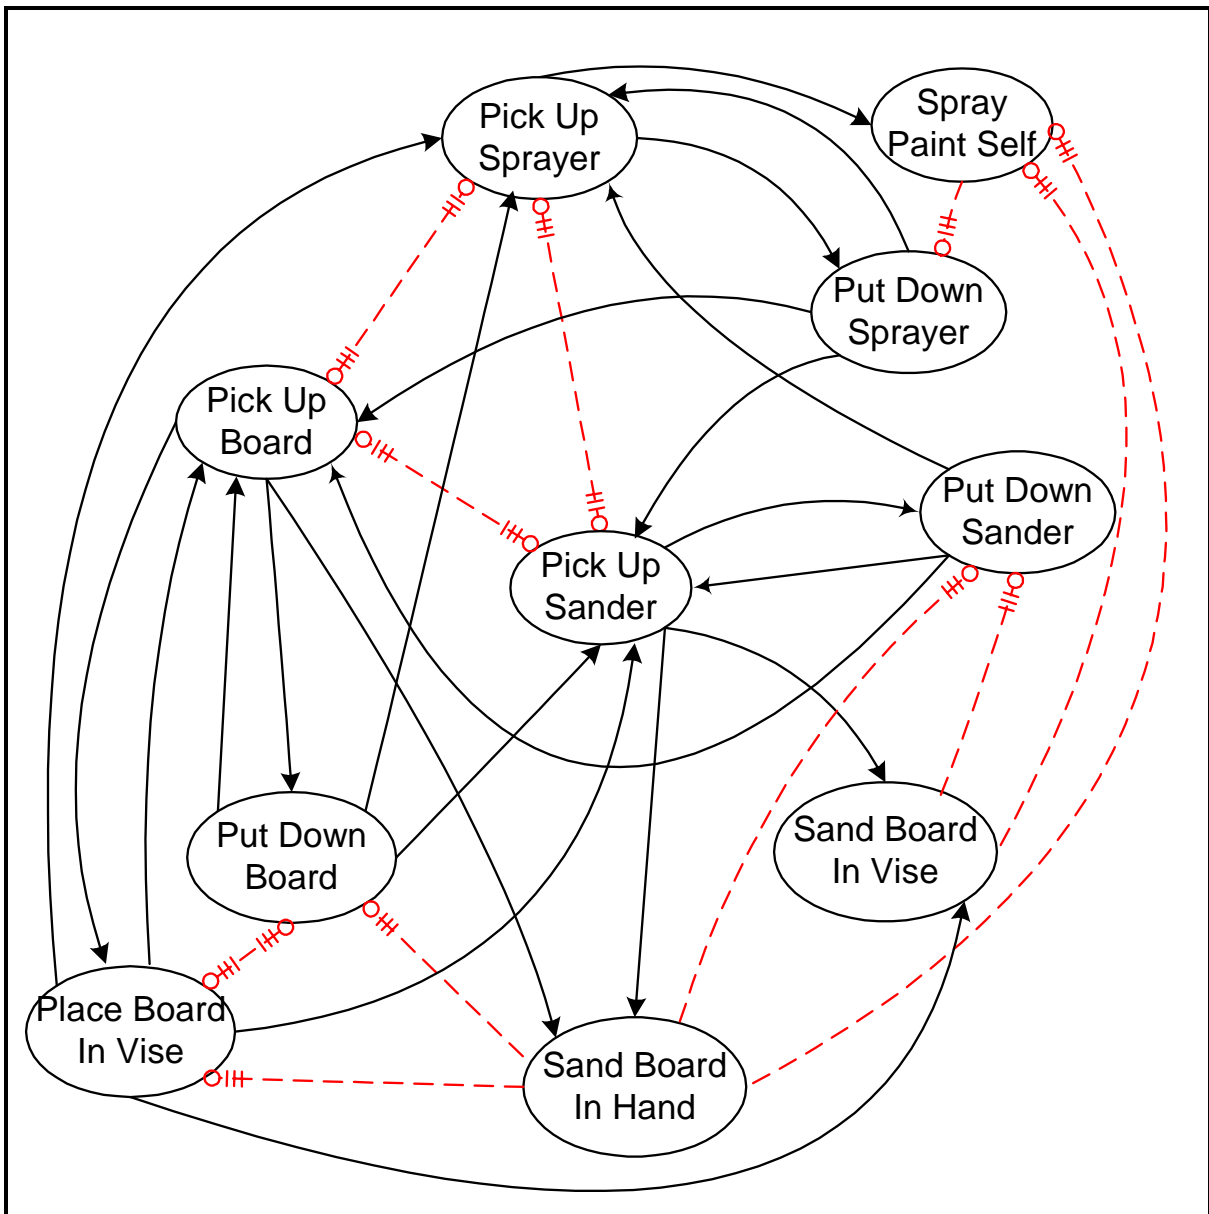 Pick Up
Sprayer
Spray
Paint Self
Put Down
Sprayer
Pick Up
Board
Put Down
Sander
Pick Up
Sander
Put Down
Board
Sand Board
In Vise
Place Board
In Vise
Sand Board
In Hand